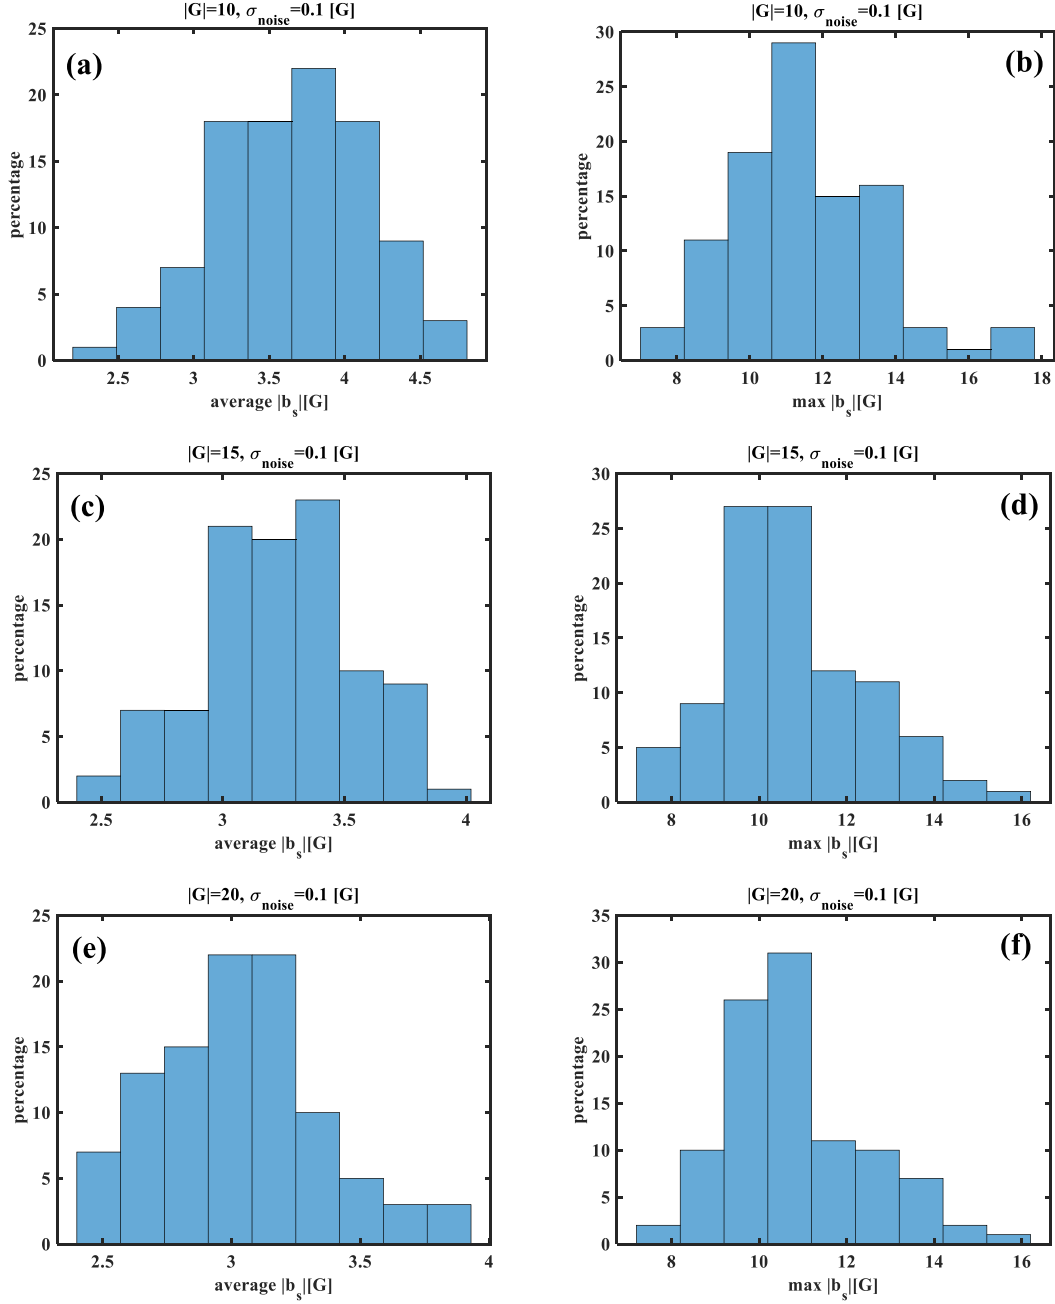 |G|=10, σnoise=0.1 [G]
(a)
25
20
15
10
5
0
percentage
2.5 3 3.5 4 4.5
average |bs|[G]
|G|=10, σnoise=0.1 [G]
(b)
30
25
20
15
10
5
0
percentage
8 10 12 14 16 18
max |bs|[G]
|G|=15, σnoise=0.1 [G]
(c)
25
20
15
10
5
0
percentage
2.5 3 3.5 4
average |bs|[G]
|G|=15, σnoise=0.1 [G]
(d)
30
25
20
15
10
5
0
percentage
8 10 12 14 16
max |bs|[G]
|G|=20, σnoise=0.1 [G]
(e)
25
20
15
10
5
0
percentage
2.5 3 3.5 4
average |bs|[G]
|G|=20, σnoise=0.1 [G]
(f)
35
30
25
20
15
10
5
0
percentage
8 10 12 14 16
max |bs|[G]